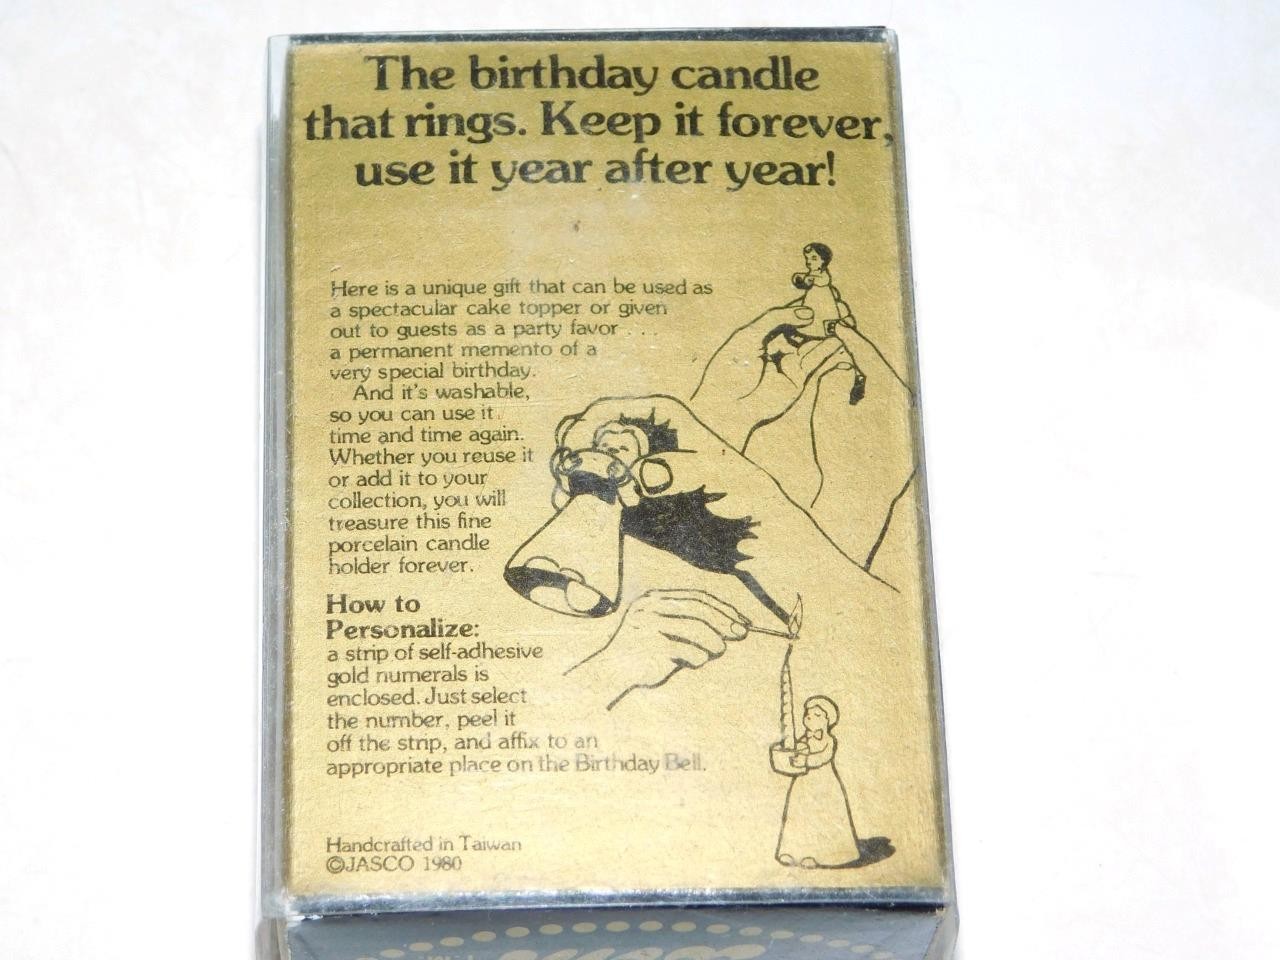 The birthday candle
that rings. Keep it forever,
use it year after year!
Here is a unique gift that can be used as
a spectacular cake topper or given
out to guests as a party favor . . .
a permanent memento of a
very special birthday.
And it's washable,
so you can use it
time and time again.
Whether you reuse it
or add it to your
collection, you will
treasure this fine
porcelain candle
holder forever.
How to
Personalize:
a strip of self-adhesive
gold numerals is
enclosed. Just select
the number, peel it
off the strip, and affix to an
appropriate place on the Birthday Bell.
Handcrafted in Taiwan
©JASCO 1980